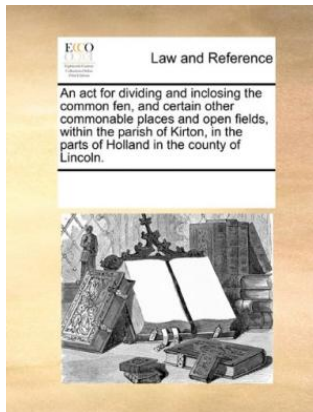 ECCO
Law and Reference
An act for dividing and inclosing the
common fen, and certain other
commonable places and open fields,
within the parish of Kirton, in the
parts of Holland in the county of
Lincoln.